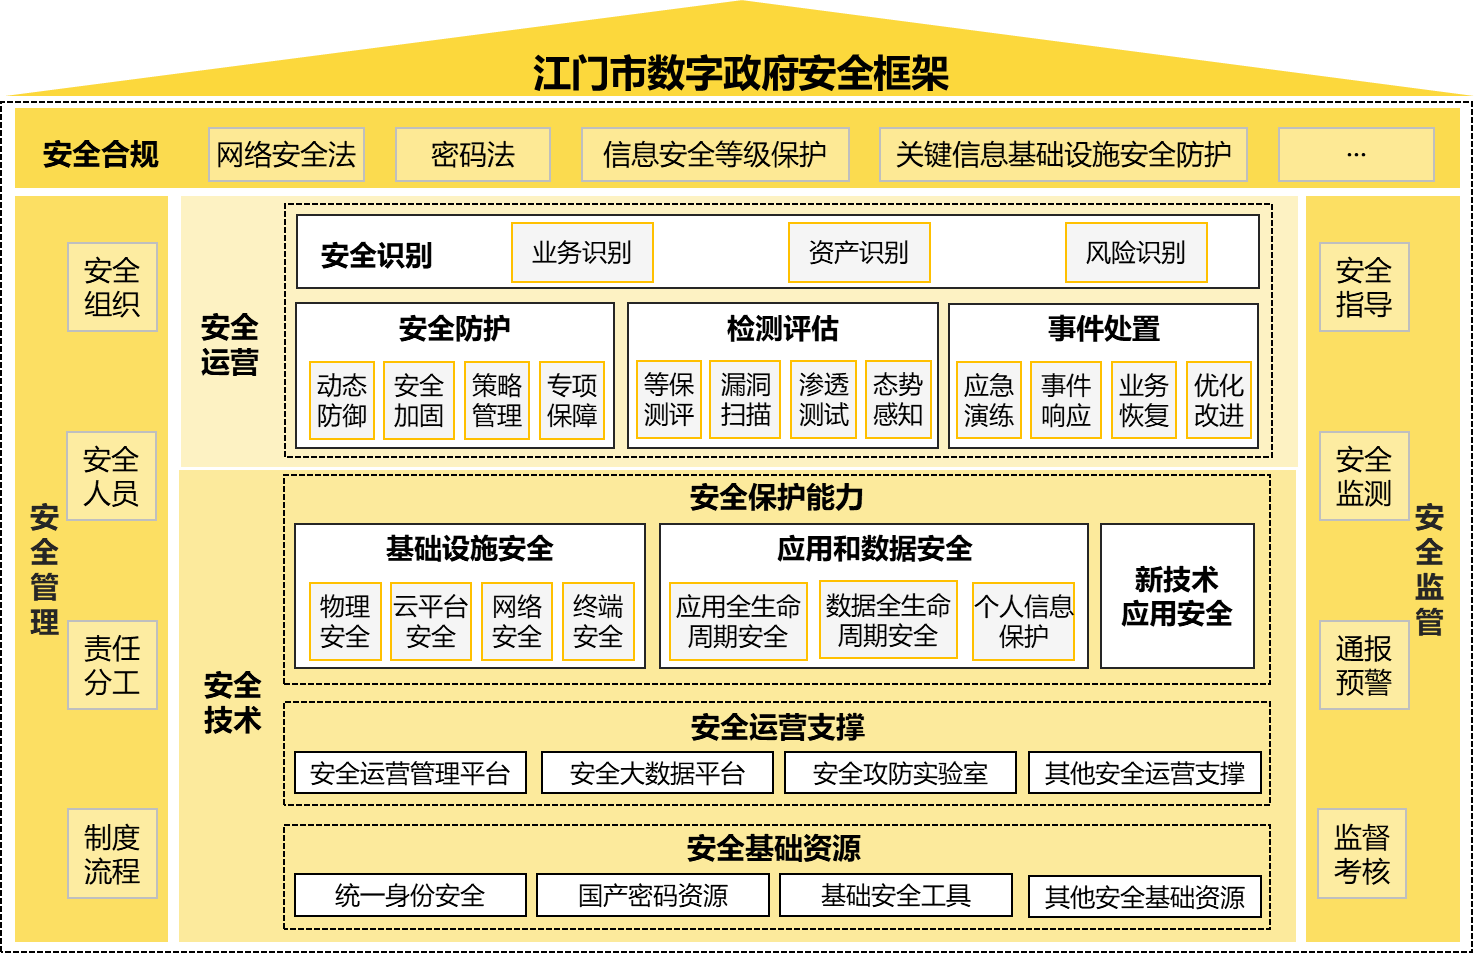 江门市数字政府安全框架
安全合规
网络安全法
密码法
信息安全等级保护
关键信息基础设施安全防护
...
安全管理
安全
组织
安全
人员
责任
分工
制度
流程
安全
运营
安全识别
业务识别
资产识别
风险识别
安全防护
动态
防御
安全
加固
策略
管理
专项
保障
检测评估
等保
测评
漏洞
扫描
渗透
测试
态势
感知
事件处置
应急
演练
事件
响应
业务
恢复
优化
改进
安全
技术
安全保护能力
基础设施安全
物理
安全
云平台
安全
网络
安全
终端
安全
应用和数据安全
应用全生命
周期安全
数据全生命
周期安全
个人信息
保护
新技术
应用安全
安全运营支撑
安全运营管理平台
安全大数据平台
安全攻防实验室
其他安全运营支撑
安全基础资源
统一身份安全
国产密码资源
基础安全工具
其他安全基础资源
安全监管
安全
指导
安全
监测
通报
预警
监督
考核